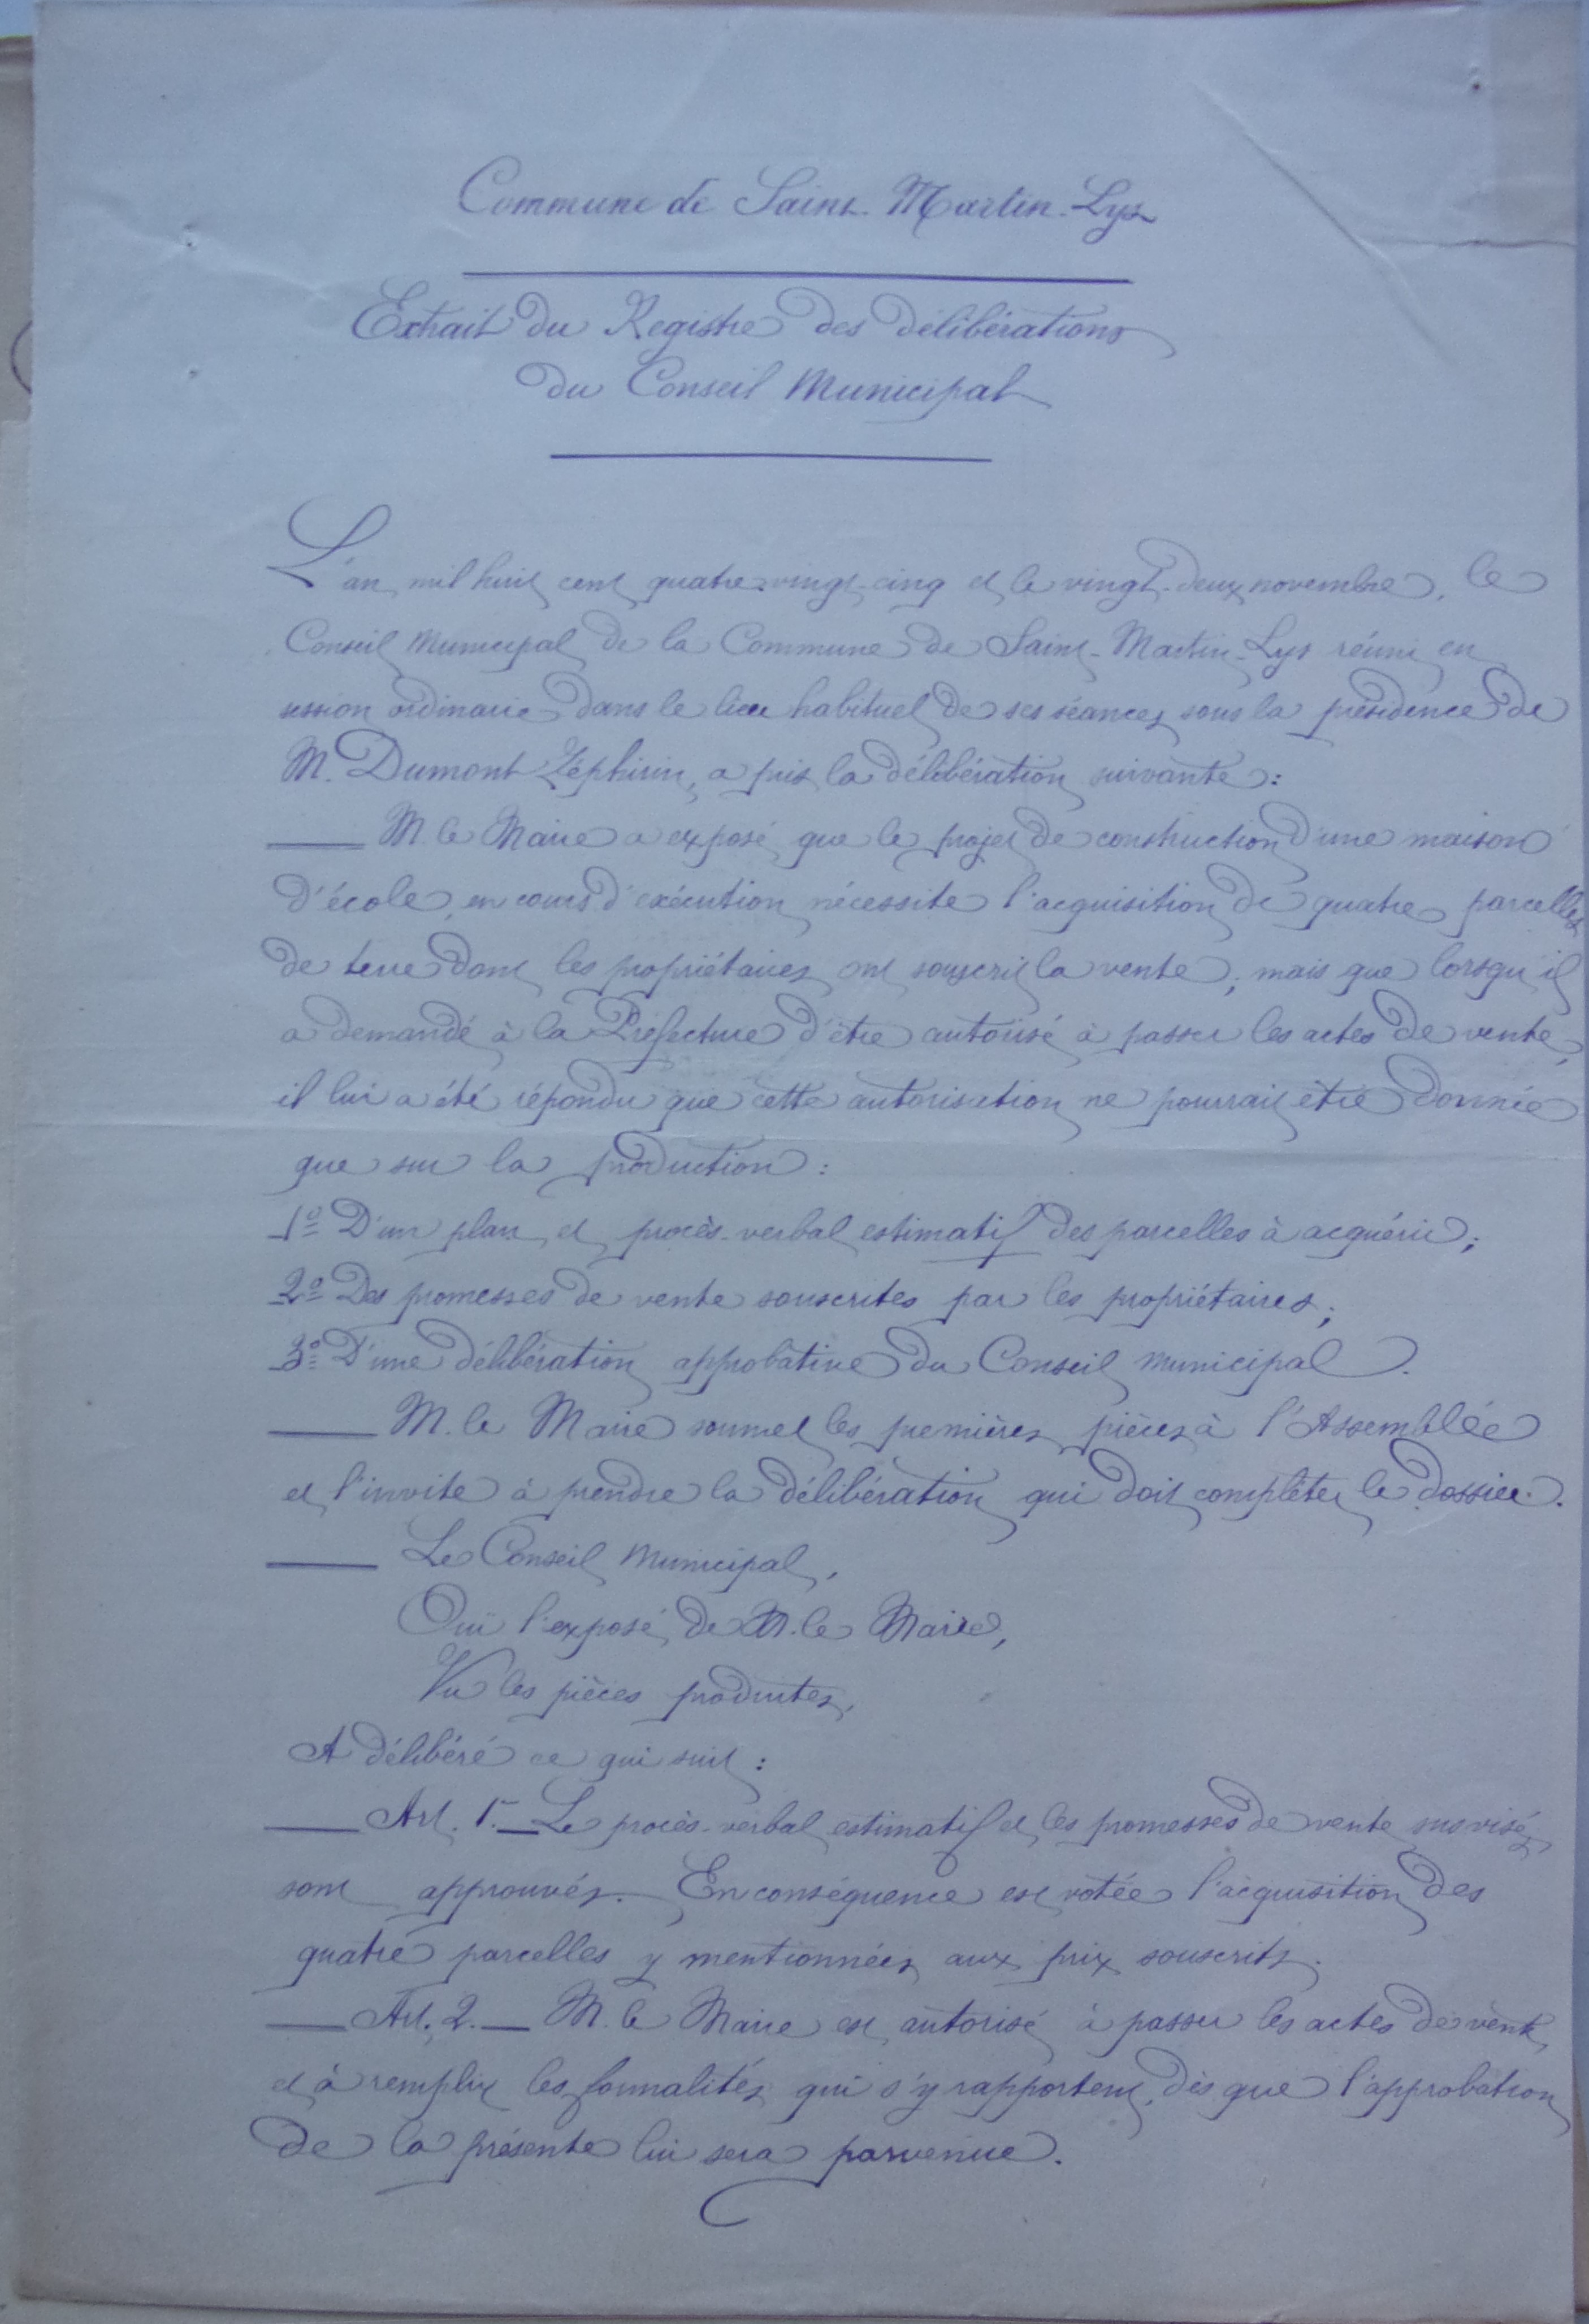 Commune de Saint-Martin-Lys
Extrait du Registre des délibérations
du Conseil Municipal
L'an mil huit cent quatre-vingt-cinq et le vingt-deux novembre, le
Conseil Municipal de la Commune de Saint-Martin-Lys réuni en
session ordinaire dans le lieu habituel de ses séances sous la présidence de
M. Dumont Zéphirin, a pris la délibération suivante :
M. le Maire a exposé que le projet de construction d'une maison
d'école, en cours d'exécution nécessite l'acquisition de quatre parcelles
de terre dont les propriétaires ont souscrit la vente ; mais que lorsqu'il
a demandé à la Préfecture d'être autorisé à passer les actes de vente,
il lui a été répondu que cette autorisation ne pourrait être donnée
que sur la production :
1° D'un plan et procès-verbal estimatif des parcelles à acquérir ;
2° Des promesses de vente souscrites par les propriétaires ;
3° D'une délibération approbative du Conseil municipal.
M. le Maire soumet les premières pièces à l'Assemblée
et l'invite à prendre la délibération qui doit compléter le dossier.
Le Conseil Municipal,
Ouï l'exposé de M. le Maire,
Vu les pièces produites,
A délibéré ce qui suit :
Art. 1er — Le procès-verbal estimatif et les promesses de vente susvisés
sont approuvés. En conséquence est votée l'acquisition des
quatre parcelles y mentionnées aux prix souscrits.
Art. 2. — M. le Maire est autorisé à passer les actes de vente
et à remplir les formalités qui s'y rapportent, dès que l'approbation
de la présente lui sera parvenue.